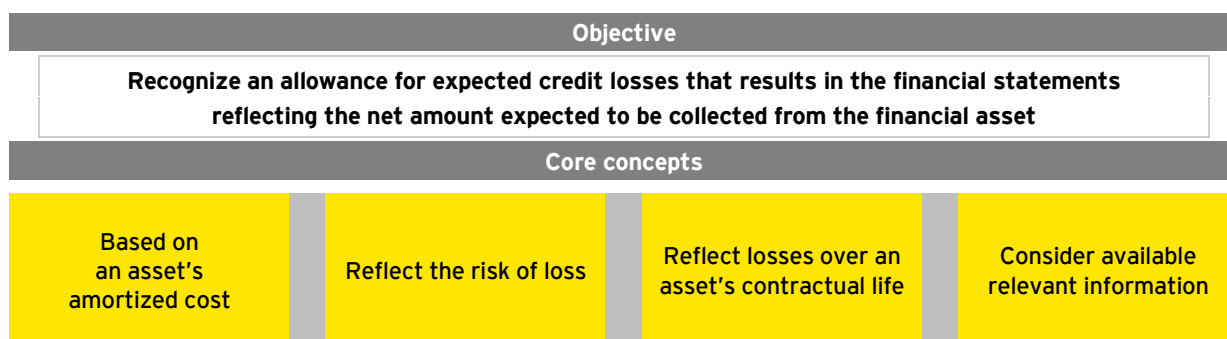 Objective
Recognize an allowance for expected credit losses that results in the financial statements
reflecting the net amount expected to be collected from the financial asset
Core concepts
Based on
an asset's
amortized cost
Reflect the risk of loss
Reflect losses over an
asset's contractual life
Consider available
relevant information